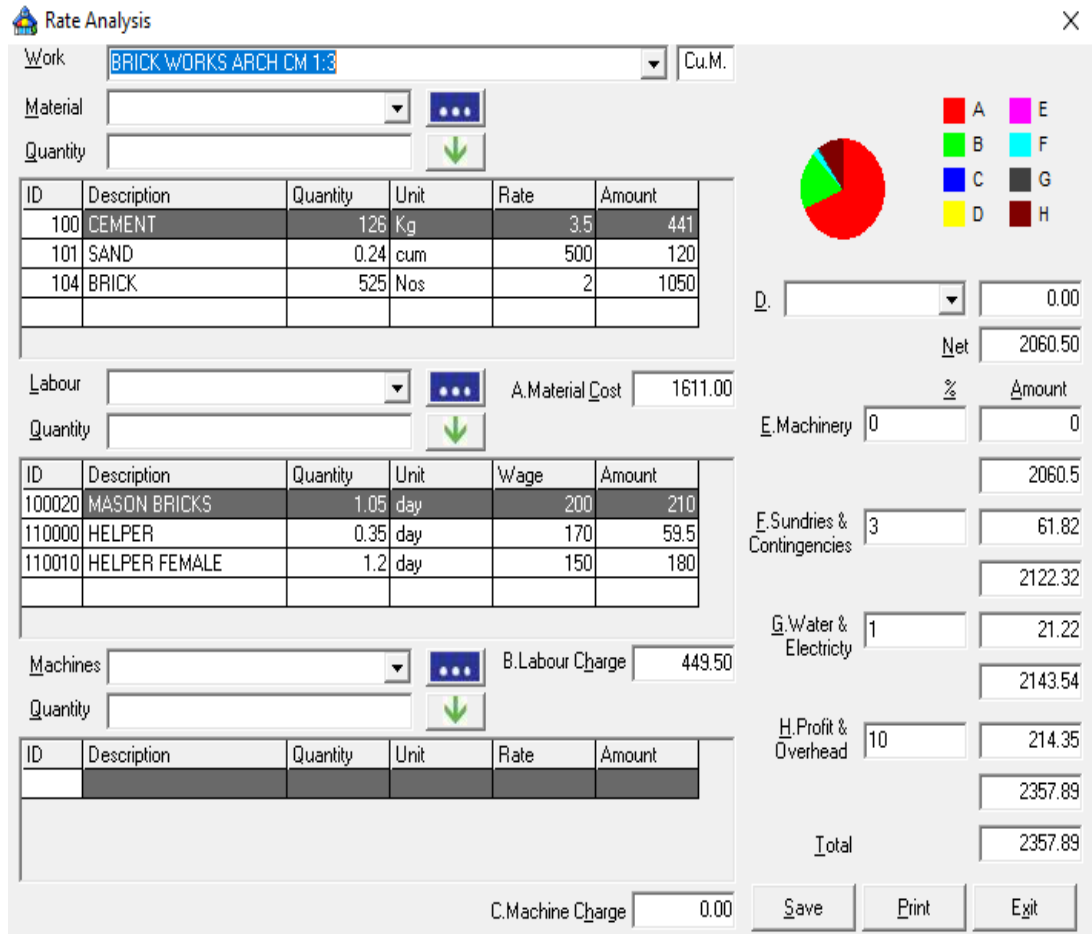 Rate Analysis
Work BRICK WORKS ARCH CM 1:3 Cu.M.
Material
Quantity
ID Description Quantity Unit Rate Amount
100 CEMENT 126 Kg 3.5 441
101 SAND 0.24 cum 500 120
104 BRICK 525 Nos 2 1050
Labour A.Material Cost 1611.00
Quantity
ID Description Quantity Unit Wage Amount
100020 MASON BRICKS 1.05 day 200 210
110000 HELPER 0.35 day 170 59.5
110010 HELPER FEMALE 1.2 day 150 180
Machines B.Labour Charge 449.50
Quantity
ID Description Quantity Unit Rate Amount
C.Machine Charge 0.00
A E
B F
C G
D H
D. 0.00
Net 2060.50
% Amount
E.Machinery 0 0
2060.5
F.Sundries & Contingencies 3 61.82
2122.32
G.Water & Electricty 1 21.22
2143.54
H.Profit & Overhead 10 214.35
2357.89
Total 2357.89
Save Print Exit